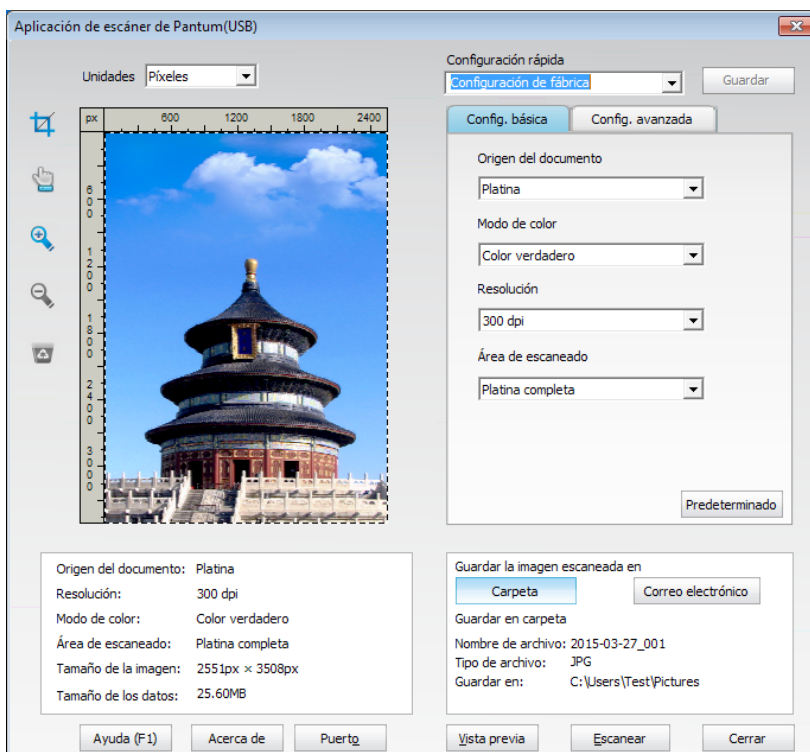 Aplicación de escáner de Pantum(USB)
Unidades
Píxeles
px
600
1200
1800
2400
600
1200
1800
2400
3000
Configuración rápida
Configuración de fábrica
Guardar
Config. básica
Config. avanzada
Origen del documento
Platina
Modo de color
Color verdadero
Resolución
300 dpi
Área de escaneado
Platina completa
Predeterminado
Origen del documento: Platina
Resolución: 300 dpi
Modo de color: Color verdadero
Área de escaneado: Platina completa
Tamaño de la imagen: 2551px × 3508px
Tamaño de los datos: 25.60MB
Guardar la imagen escaneada en
Carpeta
Correo electrónico
Guardar en carpeta
Nombre de archivo: 2015-03-27_001
Tipo de archivo: JPG
Guardar en: C:\Users\Test\Pictures
Ayuda (F1)
Acerca de
Puerto
Vista previa
Escanear
Cerrar